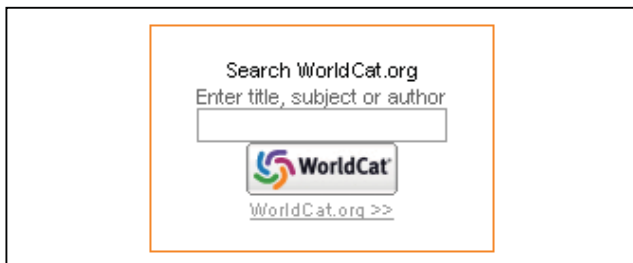 Search WorldCat.org
Enter title, subject or author
WorldCat
WorldCat.org >>